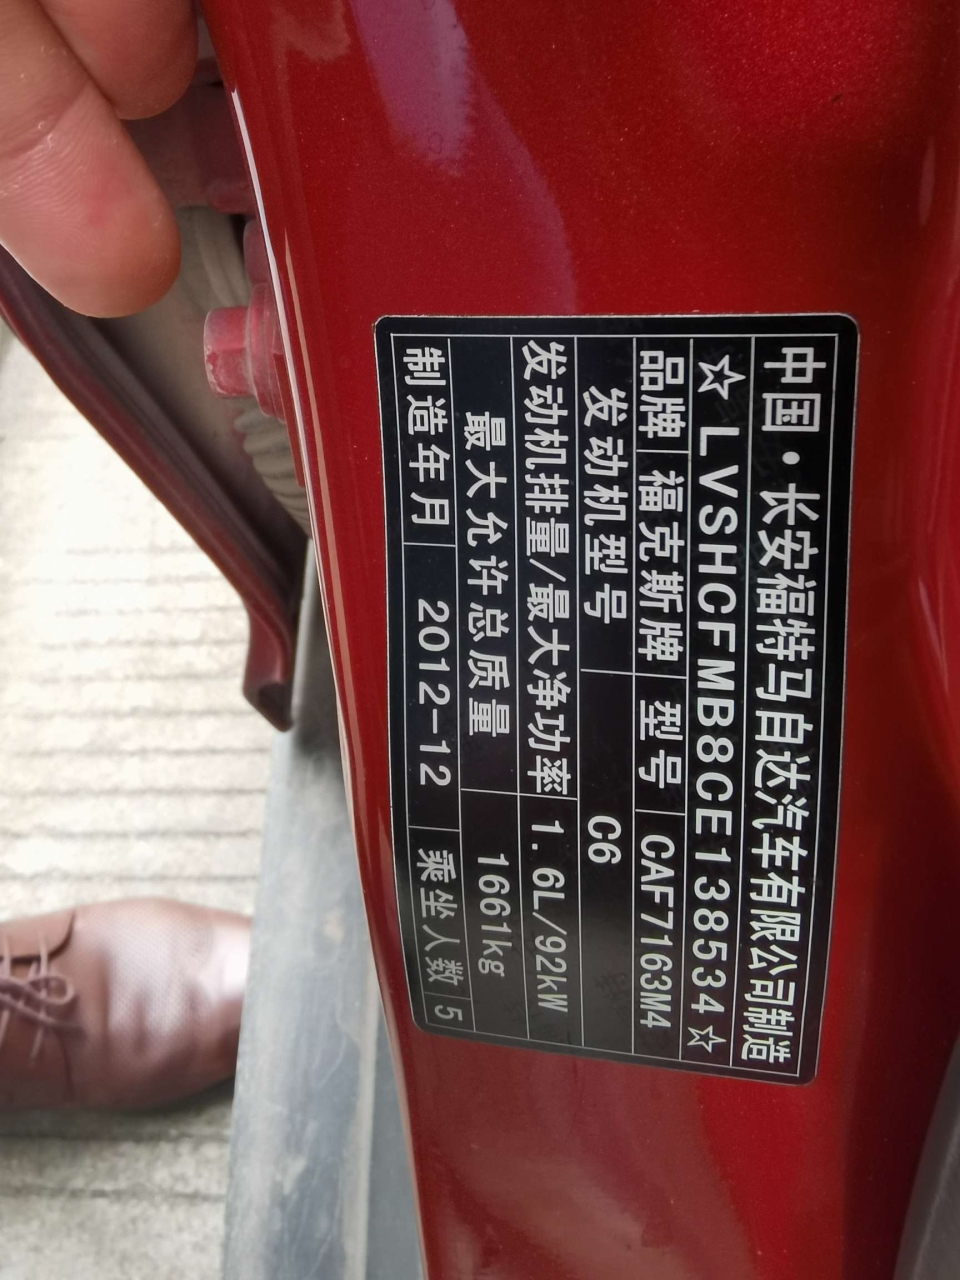 中国·长安福特马自达汽车有限公司制造
☆LVSHCFMB8CE138534☆
品牌 福克斯牌 型号 CAF7163M4
发动机型号 C6
发动机排量/最大净功率 1.6L/92kW
最大允许总质量 1661kg
制造年月 2012-12 乘坐人数 5